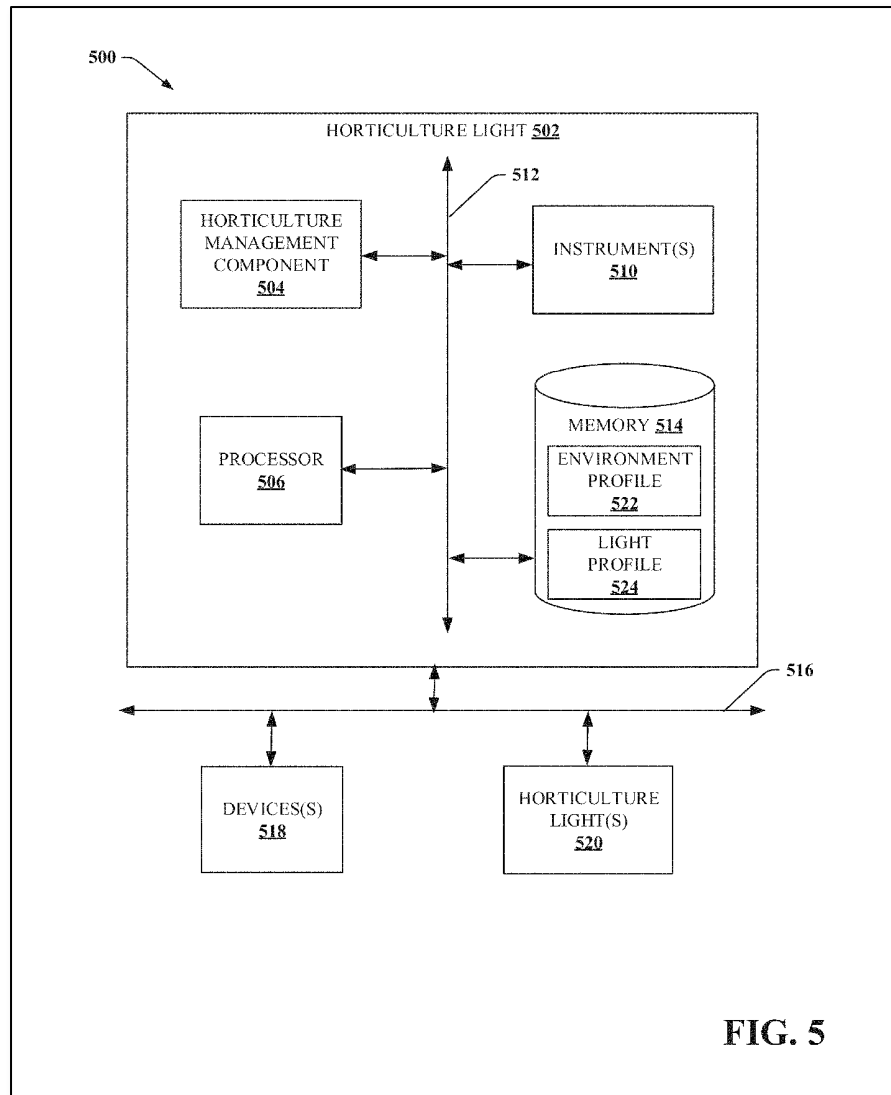 500
HORTICULTURE LIGHT 502
512
HORTICULTURE
MANAGEMENT
COMPONENT
504
INSTRUMENT(S)
510
PROCESSOR
506
MEMORY 514
ENVIRONMENT
PROFILE
522
LIGHT
PROFILE
524
516
DEVICES(S)
518
HORTICULTURE
LIGHT(S)
520
FIG. 5